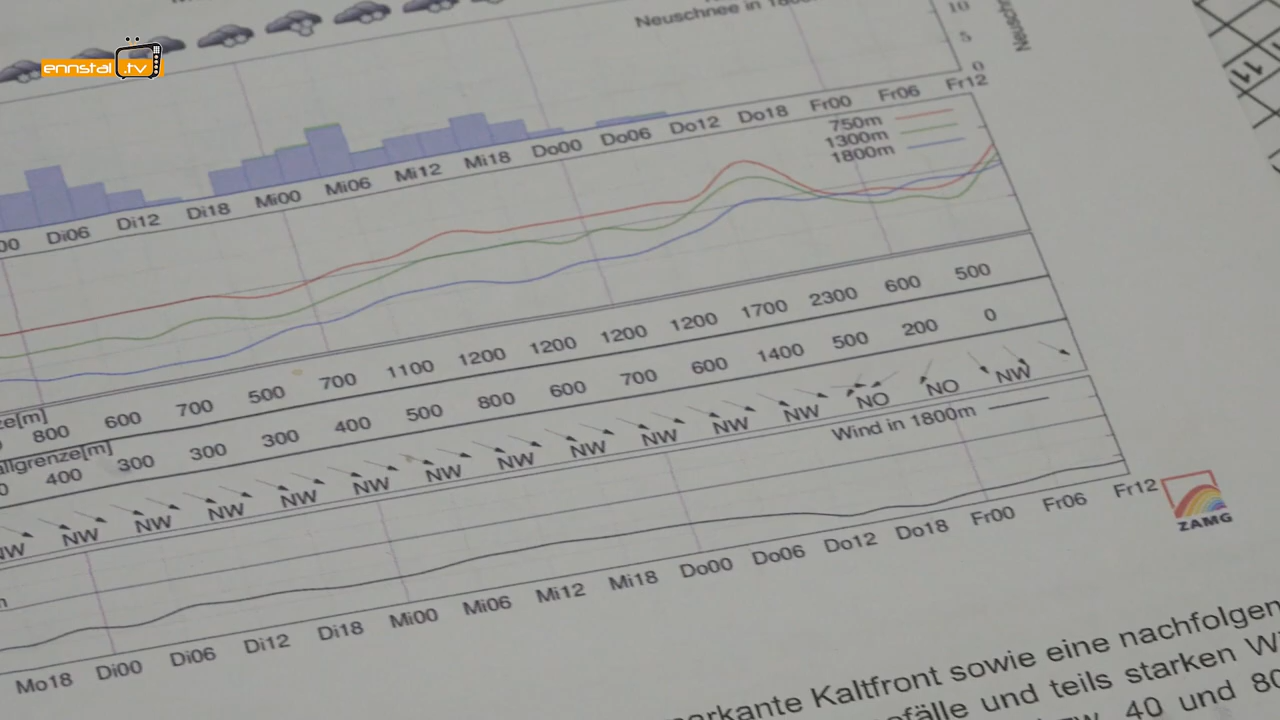 ennstal .tv
Neuschnee in
10
5
0
Di06 Di12 Di18 Mi00 Mi06 Mi12 Mi18 Do00 Do06 Do12 Do18 Fr00 Fr06 Fr12
750m
1300m
1800m
800 600 700 500 700 1100 1200 1200 1200 1200 1700 2300 600 500
400 300 300 300 400 500 800 600 700 600 1400 500 200 0
NW NW NW NW NW NW NW NW NW NW NW NW NO NO NW
Wind in 1800m
Mo18 Di00 Di06 Di12 Di18 Mi00 Mi06 Mi12 Mi18 Do00 Do06 Do12 Do18 Fr00 Fr06 Fr12
ZAMG
Kaltfront sowie eine
und teils starken
40 und